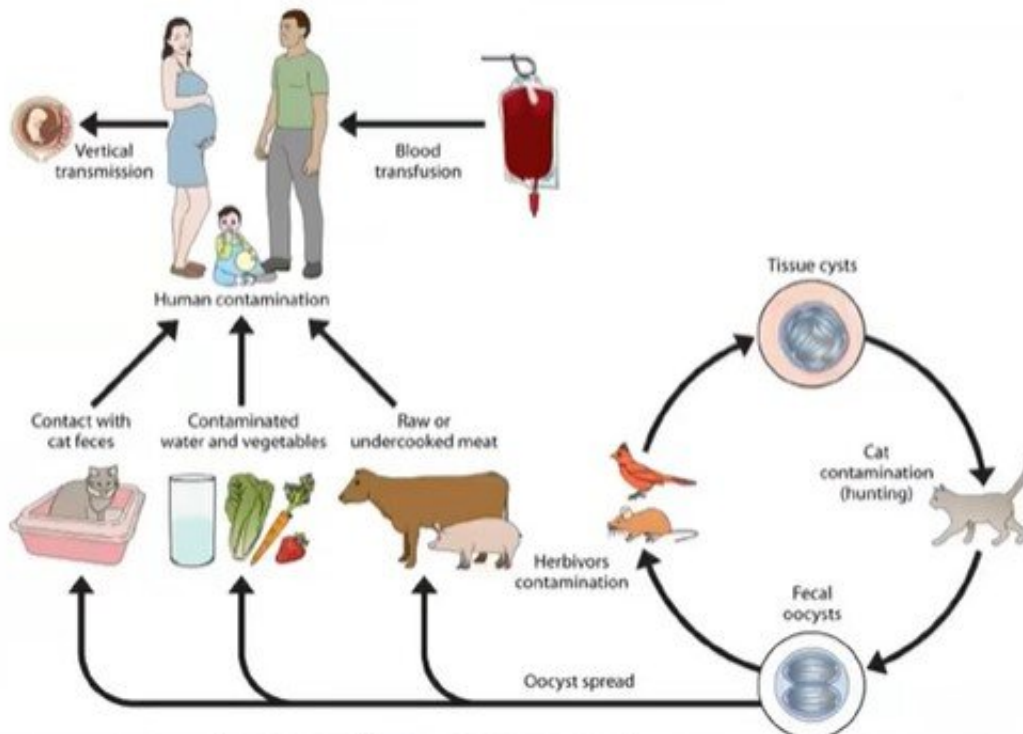 Vertical
transmission
Blood
transfusion
Human contamination
Tissue cysts
Contact with
cat feces
Contaminated
water and vegetables
Raw or
undercooked meat
Cat
contamination
(hunting)
Herbivors
contamination
Fecal
oocysts
Oocyst spread